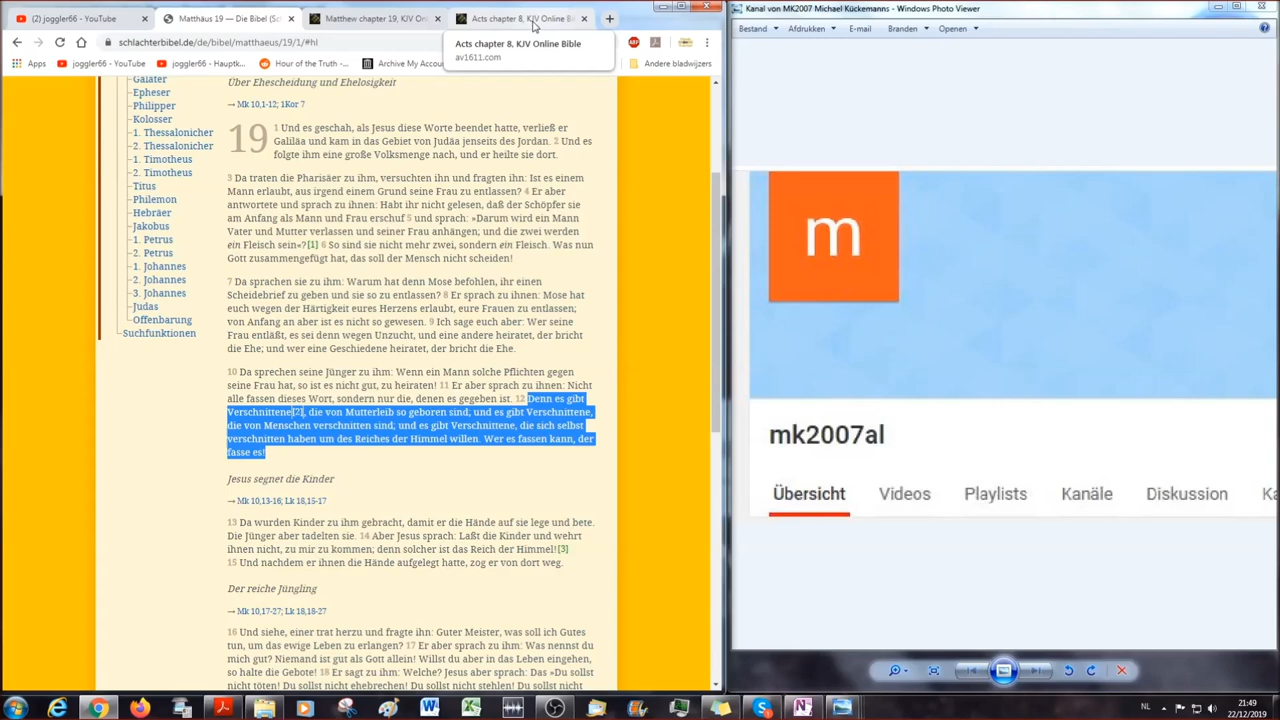 joggler66 - YouTube
Matthäus 19 — Die Bibel (Sc
Matthew chapter 19, KJV On
Acts chapter 8, KJV Online Bi
schlachterbibel.de/de/bibel/matthaeus/19/1/#hl
Acts chapter 8, KJV Online Bible
av1611.com
Apps
joggler66 - YouTube
joggler66 - Hauptk...
Hour of the Truth -...
Archive My Accou
Andere bladwijzers
Galater
Epheser
Philipper
Kolosser
1. Thessalonicher
2. Thessalonicher
1. Timotheus
2. Timotheus
Titus
Philemon
Hebräer
Jakobus
1. Petrus
2. Petrus
1. Johannes
2. Johannes
3. Johannes
Judas
Offenbarung
Suchfunktionen
Über Ehescheidung und Ehelosigkeit
→ Mk 10,1-12; 1Kor 7
19 1 Und es geschah, als Jesus diese Worte beendet hatte, verließ er
Galiläa und kam in das Gebiet von Judäa jenseits des Jordan. 2 Und es
folgte ihm eine große Volksmenge nach, und er heilte sie dort.
3 Da traten die Pharisäer zu ihm, versuchten ihn und fragten ihn: Ist es einem
Mann erlaubt, aus irgend einem Grund seine Frau zu entlassen? 4 Er aber
antwortete und sprach zu ihnen: Habt ihr nicht gelesen, daß der Schöpfer sie
am Anfang als Mann und Frau erschuf 5 und sprach: »Darum wird ein Mann
Vater und Mutter verlassen und seiner Frau anhängen; und die zwei werden
ein Fleisch sein«?[1] 6 So sind sie nicht mehr zwei, sondern ein Fleisch. Was nun
Gott zusammengefügt hat, das soll der Mensch nicht scheiden!
7 Da sprachen sie zu ihm: Warum hat denn Mose befohlen, ihr einen
Scheidebrief zu geben und sie so zu entlassen? 8 Er sprach zu ihnen: Mose hat
euch wegen der Härtigkeit eures Herzens erlaubt, eure Frauen zu entlassen;
von Anfang an aber ist es nicht so gewesen. 9 Ich sage euch aber: Wer seine
Frau entläßt, es sei denn wegen Unzucht, und eine andere heiratet, der bricht
die Ehe; und wer eine Geschiedene heiratet, der bricht die Ehe.
10 Da sprechen seine Jünger zu ihm: Wenn ein Mann solche Pflichten gegen
seine Frau hat, so ist es nicht gut, zu heiraten! 11 Er aber sprach zu ihnen: Nicht
alle fassen dieses Wort, sondern nur die, denen es gegeben ist. 12 Denn es gibt
Verschnittene[2], die von Mutterleib so geboren sind; und es gibt Verschnittene,
die von Menschen verschnitten sind; und es gibt Verschnittene, die sich selbst
verschnitten haben um des Reiches der Himmel willen. Wer es fassen kann, der
fasse es!
Jesus segnet die Kinder
→ Mk 10,13-16; Lk 18,15-17
13 Da wurden Kinder zu ihm gebracht, damit er die Hände auf sie lege und bete.
Die Jünger aber tadelten sie. 14 Aber Jesus sprach: Laßt die Kinder und wehrt
ihnen nicht, zu mir zu kommen; denn solcher ist das Reich der Himmel![3]
15 Und nachdem er ihnen die Hände aufgelegt hatte, zog er von dort weg.
Der reiche Jüngling
→ Mk 10,17-27; Lk 18,18-27
16 Und siehe, einer trat herzu und fragte ihn: Guter Meister, was soll ich Gutes
tun, um das ewige Leben zu erlangen? 17 Er aber sprach zu ihm: Was nennst du
mich gut? Niemand ist gut als Gott allein! Willst du aber in das Leben eingehen,
so halte die Gebote! 18 Er sagt zu ihm: Welche? Jesus aber sprach: Das »Du sollst
nicht töten! Du sollst nicht ehebrechen! Du sollst nicht stehlen! Du sollst nicht
Kanal von MK2007 Michael Kückemanns - Windows Photo Viewer
Bestand
Afdrukken
E-mail
Branden
Openen
m
mk2007al
Übersicht
Videos
Playlists
Kanäle
Diskussion
Ka
NL
21:49
22/12/2019